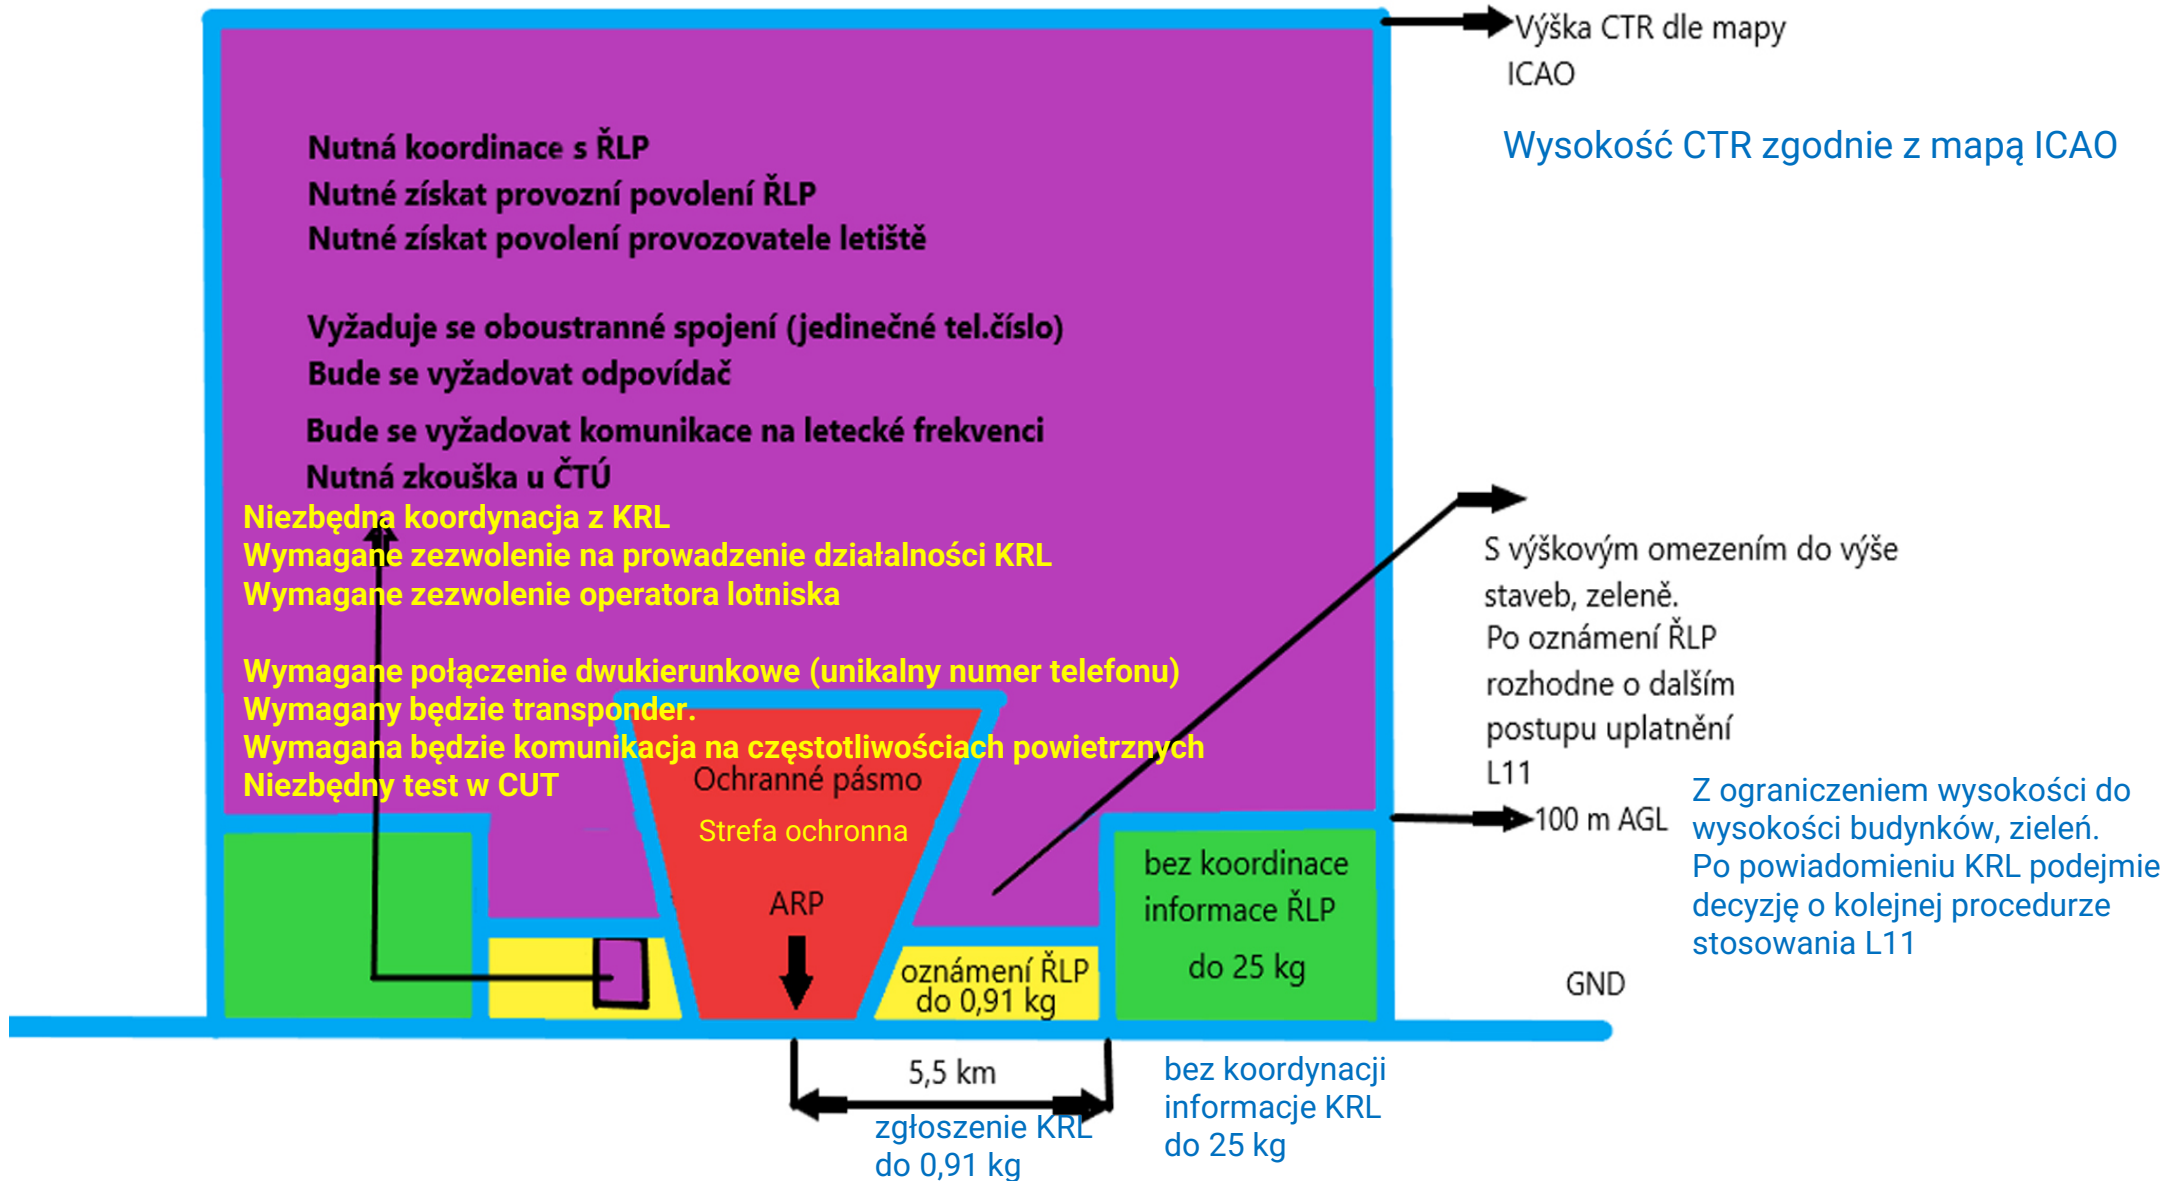 Výška CTR dle mapy
ICAO
Wysokość CTR zgodnie z mapą ICAO
Nutná koordinace s ŘLP
Nutné získat provozní povolení ŘLP
Nutné získat povolení provozovatele letiště
Vyžaduje se oboustranné spojení (jedinečné tel.číslo)
Bude se vyžadovat odpovídač
Bude se vyžadovat komunikace na letecké frekvenci
Nutná zkouška u ČTÚ
Niezbędna koordynacja z KRL
Wymagane zezwolenie na prowadzenie działalności KRL
Wymagane zezwolenie operatora lotniska
Wymagane połączenie dwukierunkowe (unikalny numer telefonu)
Wymagany będzie transponder.
Wymagana będzie komunikacja na częstotliwościach powietrznych
Niezbędny test w CUT
S výškovým omezením do výše
staveb, zeleně.
Po oznámení ŘLP
rozhodne o dalším
postupu uplatnění
L11
100 m AGL
Z ograniczeniem wysokości do
wysokości budynków, zieleń.
Po powiadomieniu KRL podejmie
decyzję o kolejnej procedurze
stosowania L11
Ochranné pásmo
Strefa ochronna
ARP
oznámení ŘLP
do 0,91 kg
bez koordinace
informace ŘLP
do 25 kg
GND
5,5 km
zgłoszenie KRL
do 0,91 kg
bez koordynacji
informacje KRL
do 25 kg